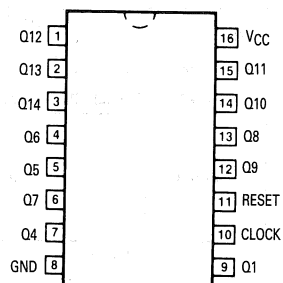 Q12 1 16 VCC
Q13 2 15 Q11
Q14 3 14 Q10
Q6 4 13 Q8
Q5 5 12 Q9
Q7 6 11 RESET
Q4 7 10 CLOCK
GND 8 9 Q1